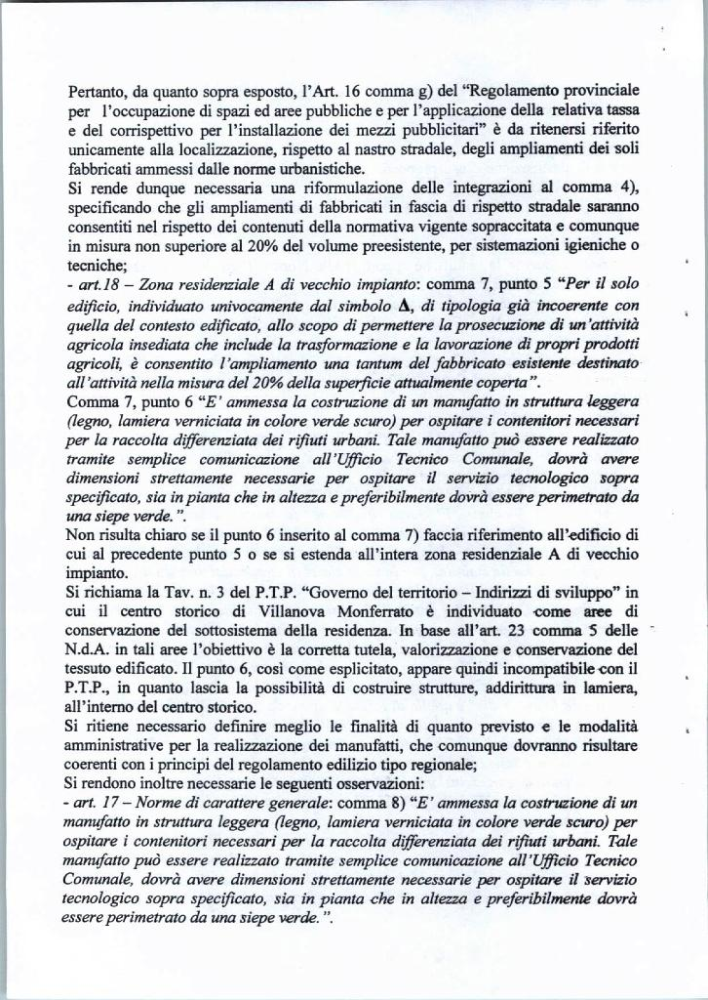 Pertanto, da quanto sopra esposto, l'Art. 16 comma g) del "Regolamento provinciale
per l'occupazione di spazi ed aree pubbliche e per l'applicazione della relativa tassa
e del corrispettivo per l'installazione dei mezzi pubblicitari" è da ritenersi riferito
unicamente alla localizzazione, rispetto al nastro stradale, degli ampliamenti dei soli
fabbricati ammessi dalle norme urbanistiche.
Si rende dunque necessaria una riformulazione delle integrazioni al comma 4),
specificando che gli ampliamenti di fabbricati in fascia di rispetto stradale saranno
consentiti nel rispetto dei contenuti della normativa vigente sopraccitata e comunque
in misura non superiore al 20% del volume preesistente, per sistemazioni igieniche o
tecniche;
- art.18 – Zona residenziale A di vecchio impianto: comma 7, punto 5 "Per il solo
edificio, individuato univocamente dal simbolo Δ, di tipologia già incoerente con
quella del contesto edificato, allo scopo di permettere la prosecuzione di un'attività
agricola insediata che include la trasformazione e la lavorazione di propri prodotti
agricoli, è consentito l'ampliamento una tantum del fabbricato esistente destinato
all'attività nella misura del 20% della superficie attualmente coperta".
Comma 7, punto 6 "E' ammessa la costruzione di un manufatto in struttura leggera
(legno, lamiera verniciata in colore verde scuro) per ospitare i contenitori necessari
per la raccolta differenziata dei rifiuti urbani. Tale manufatto può essere realizzato
tramite semplice comunicazione all'Ufficio Tecnico Comunale, dovrà avere
dimensioni strettamente necessarie per ospitare il servizio tecnologico sopra
specificato, sia in pianta che in altezza e preferibilmente dovrà essere perimetrato da
una siepe verde.".
Non risulta chiaro se il punto 6 inserito al comma 7) faccia riferimento all'edificio di
cui al precedente punto 5 o se si estenda all'intera zona residenziale A di vecchio
impianto.
Si richiama la Tav. n. 3 del P.T.P. "Governo del territorio – Indirizzi di sviluppo" in
cui il centro storico di Villanova Monferrato è individuato come aree di
conservazione del sottosistema della residenza. In base all'art. 23 comma 5 delle
N.d.A. in tali aree l'obiettivo è la corretta tutela, valorizzazione e conservazione del
tessuto edificato. Il punto 6, così come esplicitato, appare quindi incompatibile con il
P.T.P., in quanto lascia la possibilità di costruire strutture, addirittura in lamiera,
all'interno del centro storico.
Si ritiene necessario definire meglio le finalità di quanto previsto e le modalità
amministrative per la realizzazione dei manufatti, che comunque dovranno risultare
coerenti con i principi del regolamento edilizio tipo regionale;
Si rendono inoltre necessarie le seguenti osservazioni:
- art. 17 – Norme di carattere generale: comma 8) "E' ammessa la costruzione di un
manufatto in struttura leggera (legno, lamiera verniciata in colore verde scuro) per
ospitare i contenitori necessari per la raccolta differenziata dei rifiuti urbani. Tale
manufatto può essere realizzato tramite semplice comunicazione all'Ufficio Tecnico
Comunale, dovrà avere dimensioni strettamente necessarie per ospitare il servizio
tecnologico sopra specificato, sia in pianta che in altezza e preferibilmente dovrà
essere perimetrato da una siepe verde.".